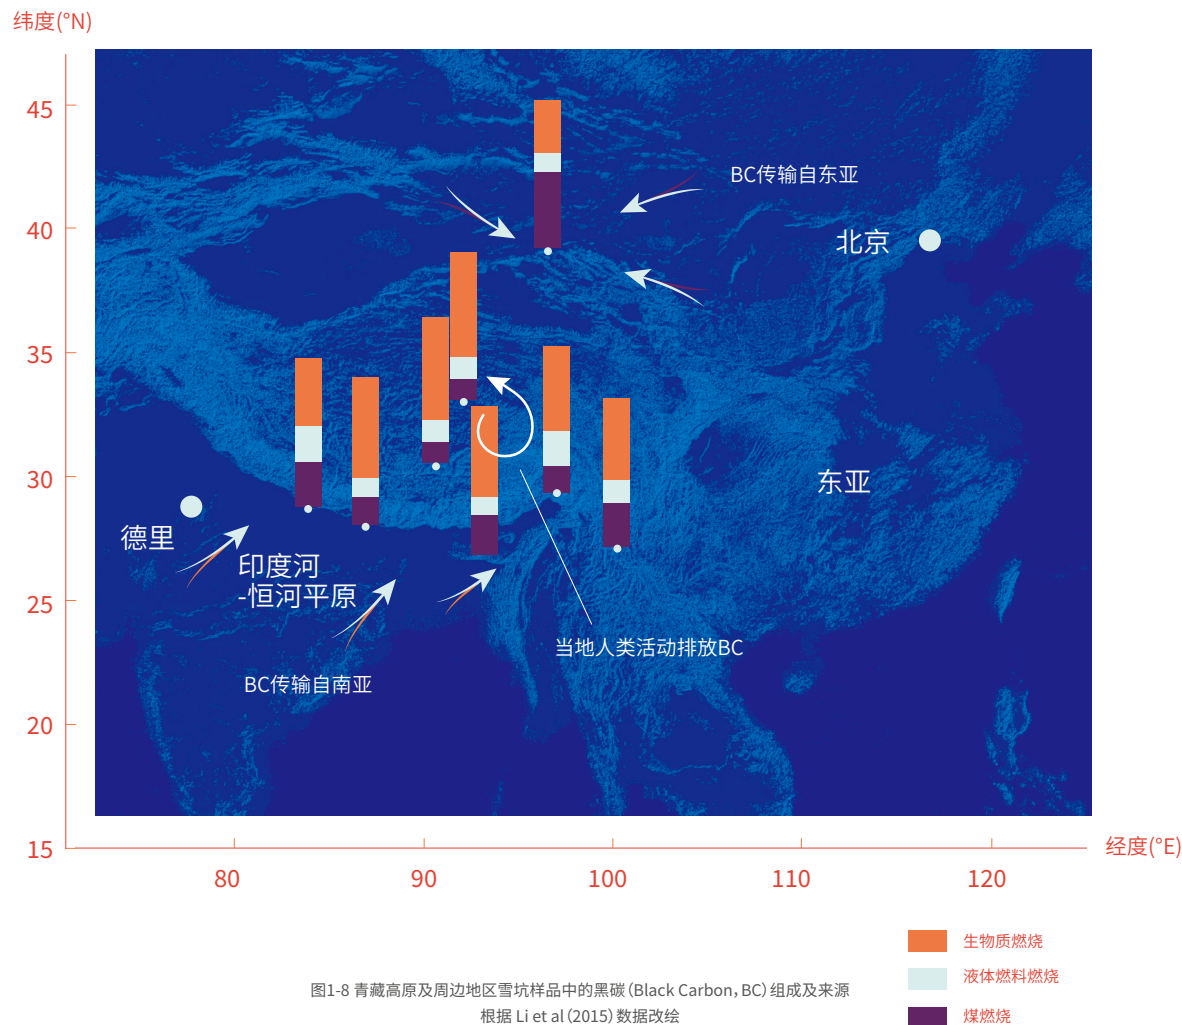 纬度(°N)
45
BC传输自东亚
40
北京
35
30
东亚
德里
印度河
-恒河平原
25
当地人类活动排放BC
BC传输自南亚
20
15
经度(°E)
80
90
100
110
120
生物质燃烧
液体燃料燃烧
煤燃烧
图1-8 青藏高原及周边地区雪坑样品中的黑碳（Black Carbon，BC）组成及来源
根据 Li et al（2015）数据改绘